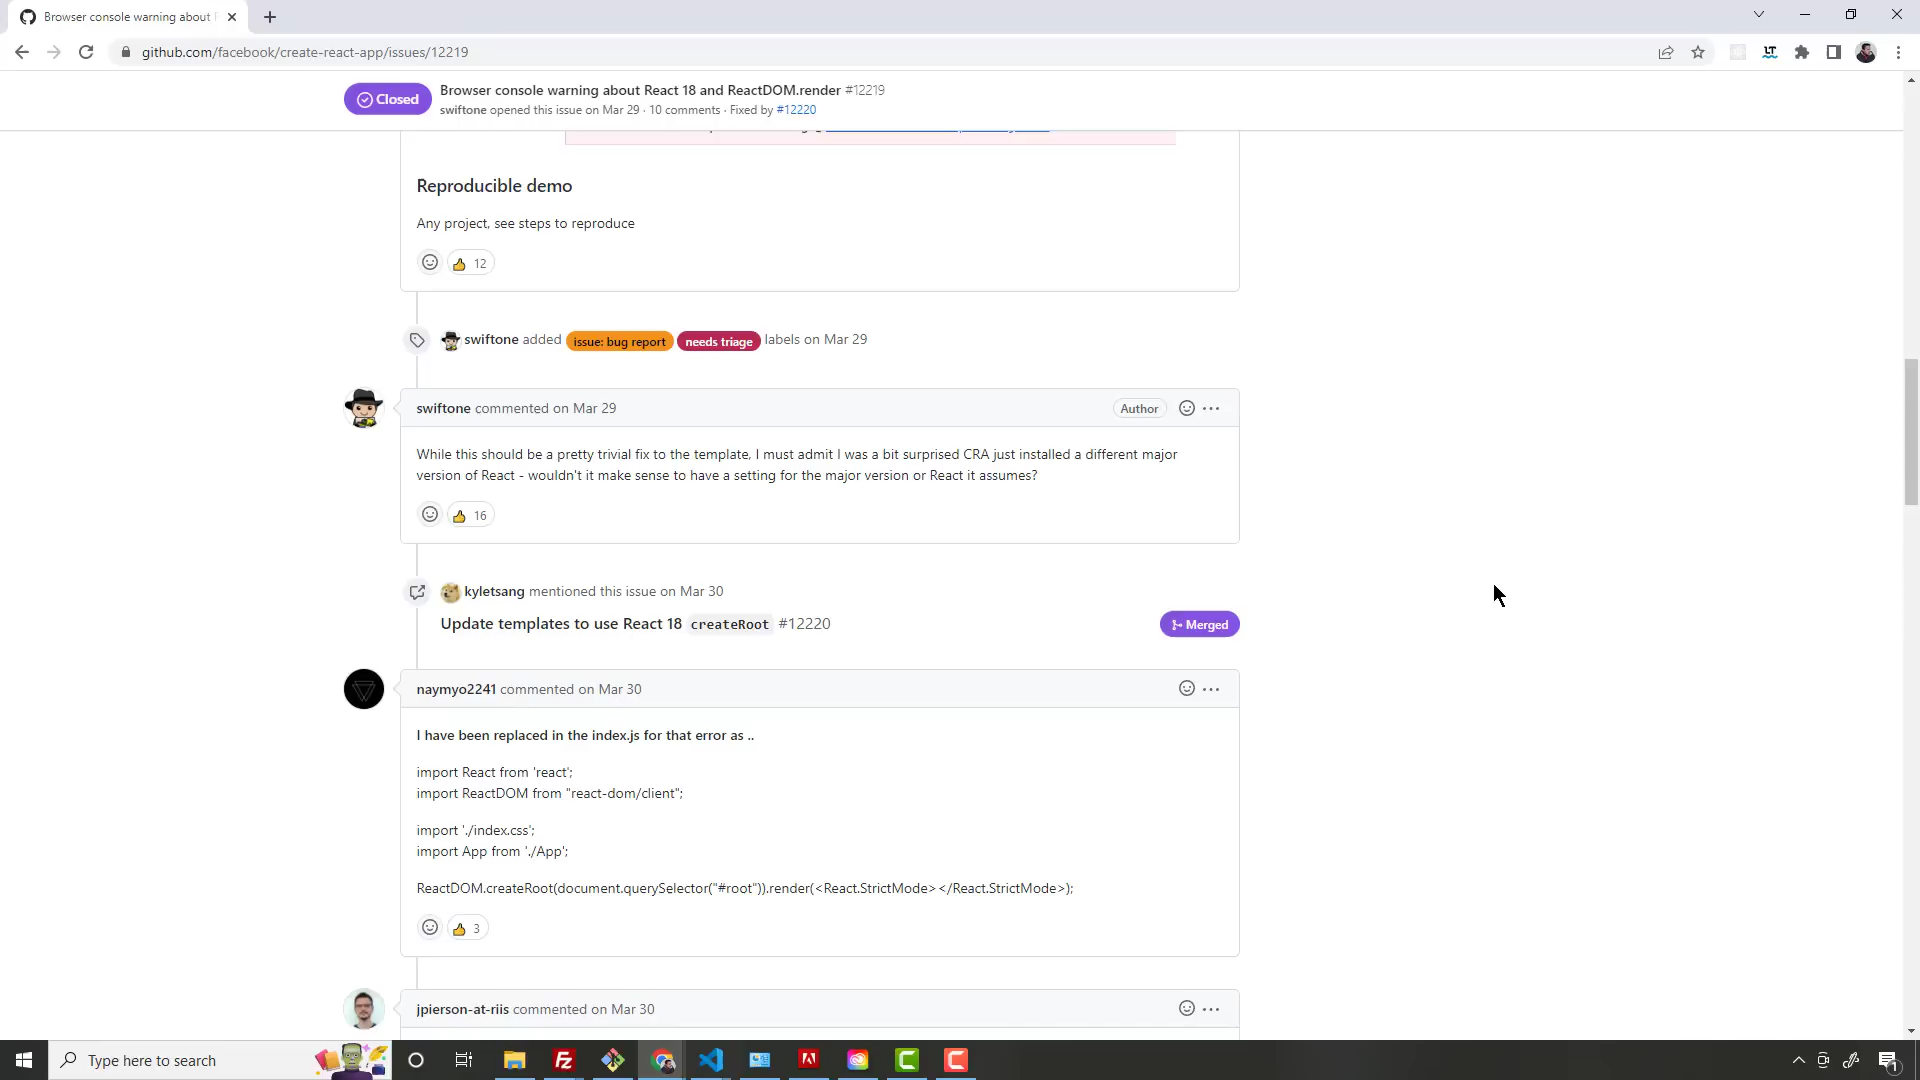 Browser console warning about
github.com/facebook/create-react-app/issues/12219
LT
Closed
Browser console warning about React 18 and ReactDOM.render #12219
swiftone opened this issue on Mar 29 · 10 comments · Fixed by #12220
Reproducible demo
Any project, see steps to reproduce
12
swiftone added issue: bug report needs triage labels on Mar 29
swiftone commented on Mar 29
Author
While this should be a pretty trivial fix to the template, I must admit I was a bit surprised CRA just installed a different major
version of React - wouldn't it make sense to have a setting for the major version or React it assumes?
16
kyletsang mentioned this issue on Mar 30
Update templates to use React 18 createRoot #12220
Merged
naymyo2241 commented on Mar 30
I have been replaced in the index.js for that error as ..
import React from 'react';
import ReactDOM from "react-dom/client";
import './index.css';
import App from './App';
ReactDOM.createRoot(document.querySelector("#root")).render(<React.StrictMode></React.StrictMode>);
3
jpierson-at-riis commented on Mar 30
Type here to search
Fz
1